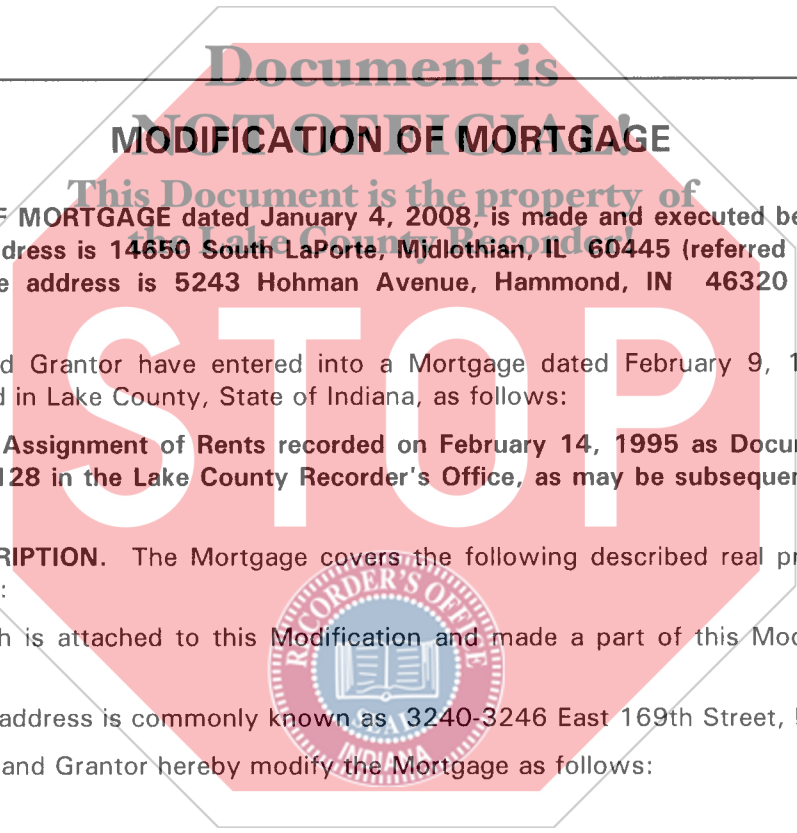 Document is
NOT OFFICIAL!
MODIFICATION OF MORTGAGE
This Document is the property of
the Lake County Recorder!
F MORTGAGE dated January 4, 2008, is made and executed be
dress is 14650 South LaPorte, Midlothian, IL 60445 (referred
e address is 5243 Hohman Avenue, Hammond, IN 46320
STOP
d Grantor have entered into a Mortgage dated February 9, 1
d in Lake County, State of Indiana, as follows:
Assignment of Rents recorded on February 14, 1995 as Docu
128 in the Lake County Recorder's Office, as may be subsequen
RIPTION. The Mortgage covers the following described real pr
:
h is attached to this Modification and made a part of this Mod
address is commonly known as 3240-3246 East 169th Street,
and Grantor hereby modify the Mortgage as follows:
RECORDER'S OFFICE
SEAL
INDIANA